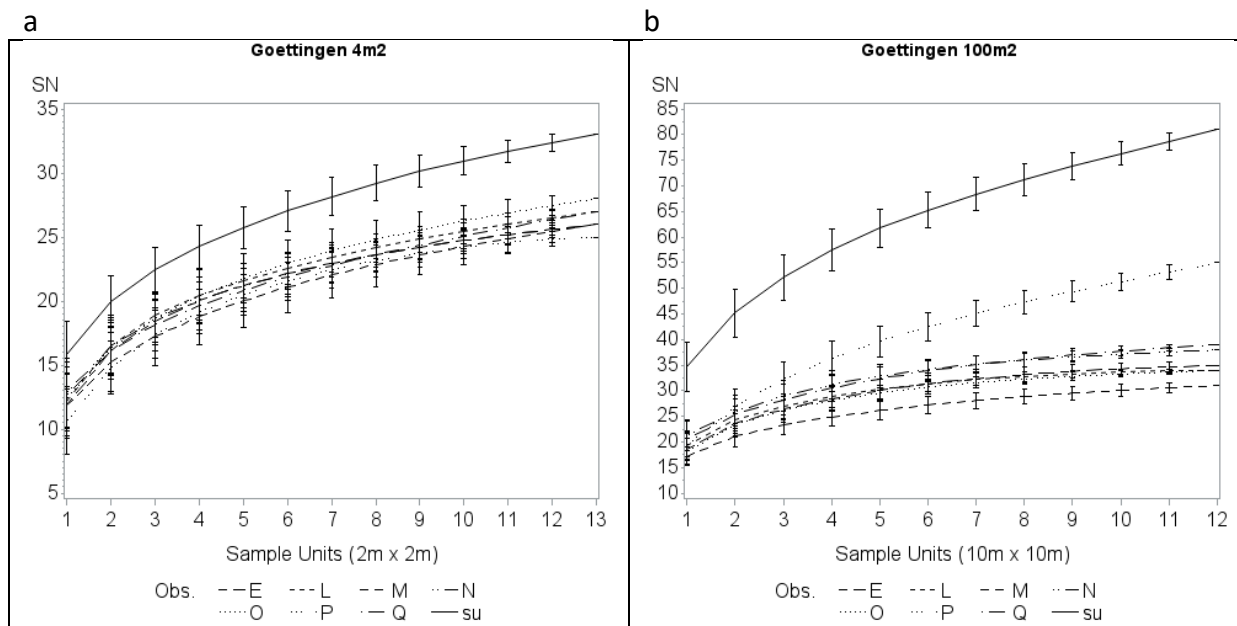 a
b
Goettingen 4m2
SN
35
30
25
20
15
10
5
1 2 3 4 5 6 7 8 9 10 11 12 13
Sample Units (2m x 2m)
Obs. E L M N
O P Q su
Goettingen 100m2
SN
85
80
75
70
65
60
55
50
45
40
35
30
25
20
15
10
1 2 3 4 5 6 7 8 9 10 11 12
Sample Units (10m x 10m)
Obs. E L M N
O P Q su